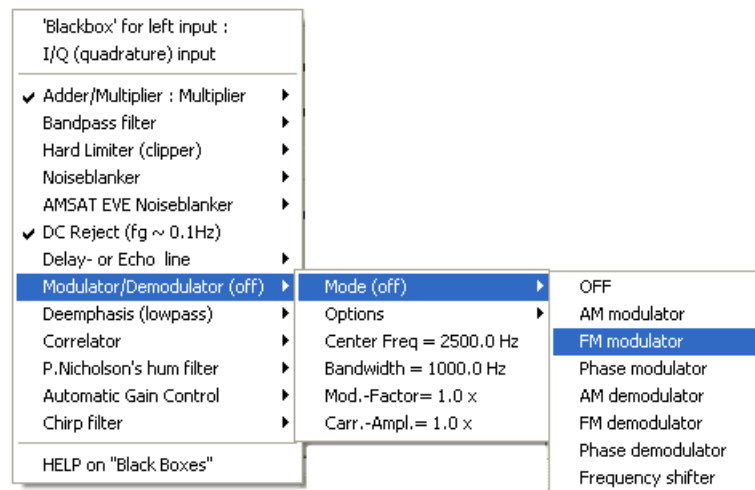 'Blackbox' for left input :
I/Q (quadrature) input
Adder/Multiplier : Multiplier
Bandpass filter
Hard Limiter (clipper)
Noiseblanker
AMSAT EVE Noiseblanker
DC Reject (fg ~ 0.1Hz)
Delay- or Echo line
Modulator/Demodulator (off)
Deemphasis (lowpass)
Correlator
P.Nicholson's hum filter
Automatic Gain Control
Chirp filter
HELP on "Black Boxes"
Mode (off)
Options
Center Freq = 2500.0 Hz
Bandwidth = 1000.0 Hz
Mod.-Factor= 1.0 x
Carr.-Ampl.= 1.0 x
OFF
AM modulator
FM modulator
Phase modulator
AM demodulator
FM demodulator
Phase demodulator
Frequency shifter